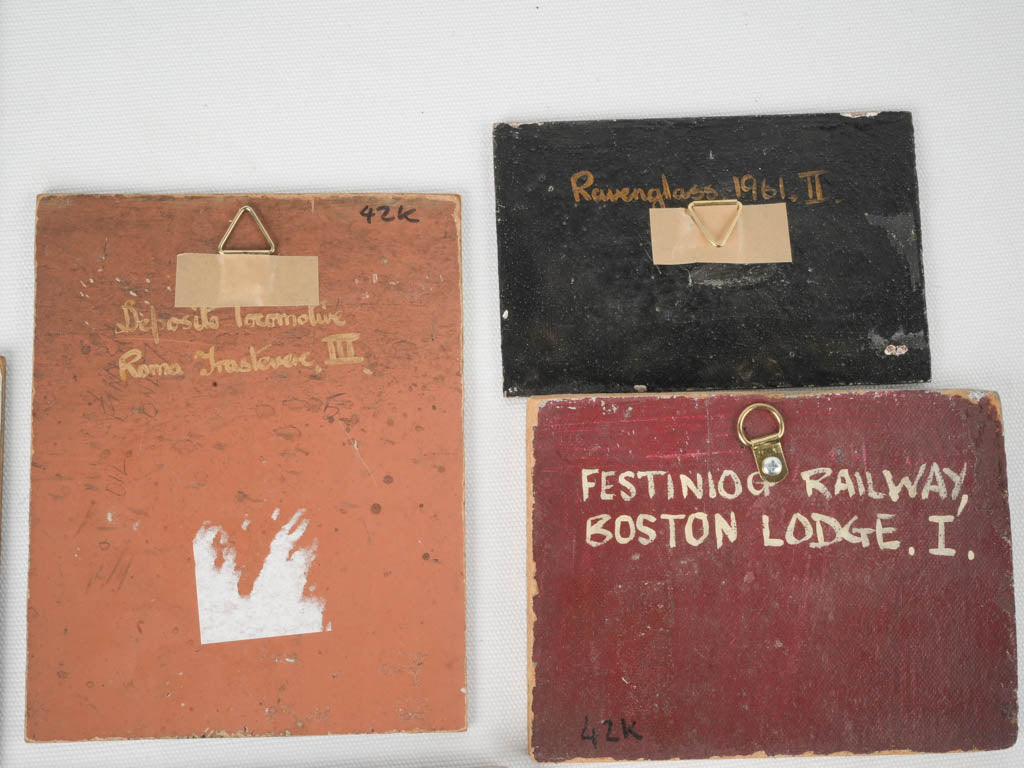 42K
Deposito locomotive
Roma Trastevere. III.
Ravenglass 1961. II.
FESTINIOG RAILWAY,
BOSTON LODGE. I.
42K